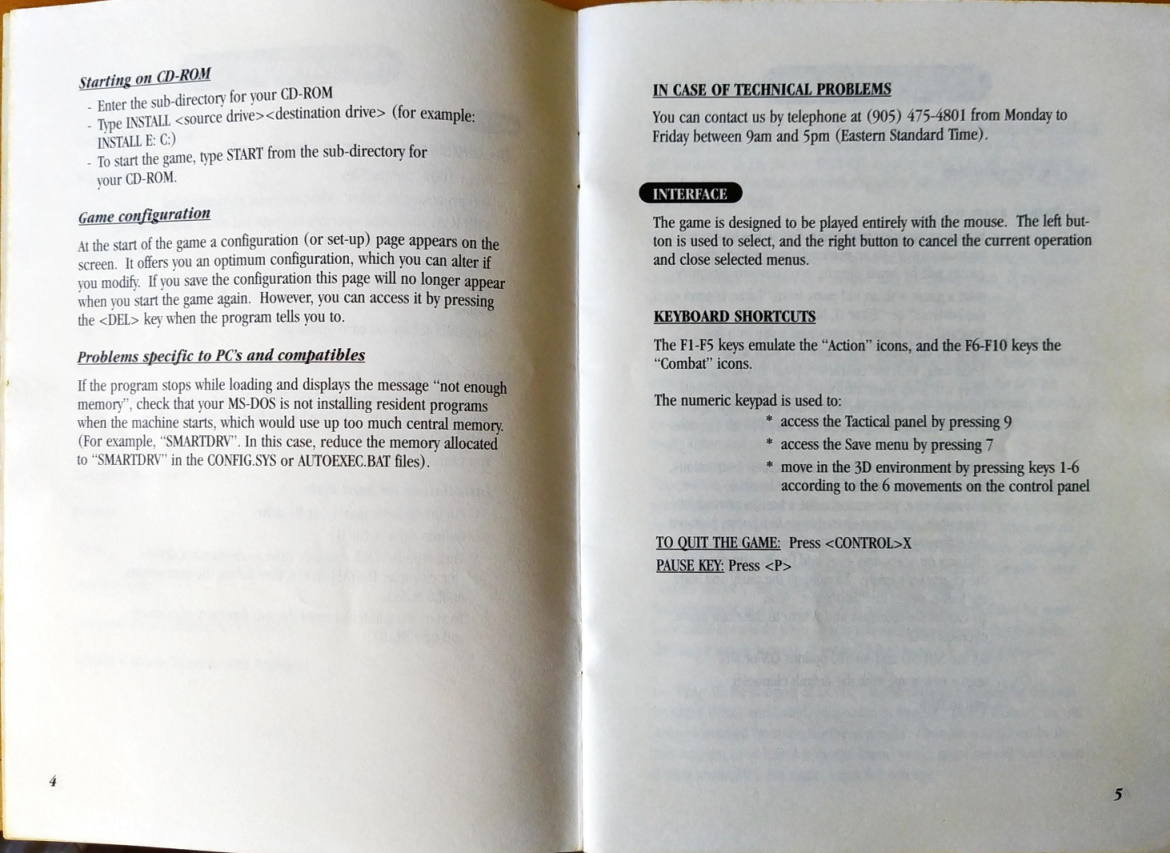 Starting on CD-ROM
- Enter the sub-directory for your CD-ROM
- Type INSTALL <source drive><destination drive> (for example:
INSTALL E: C:)
- To start the game, type START from the sub-directory for
your CD-ROM.
Game configuration
At the start of the game a configuration (or set-up) page appears on the
screen. It offers you an optimum configuration, which you can alter if
you modify. If you save the configuration this page will no longer appear
when you start the game again. However, you can access it by pressing
the <DEL> key when the program tells you to.
Problems specific to PC's and compatibles
If the program stops while loading and displays the message "not enough
memory", check that your MS-DOS is not installing resident programs
when the machine starts, which would use up too much central memory.
(For example, "SMARTDRV". In this case, reduce the memory allocated
to "SMARTDRV" in the CONFIG.SYS or AUTOEXEC.BAT files).
4
IN CASE OF TECHNICAL PROBLEMS
You can contact us by telephone at (905) 475-4801 from Monday to
Friday between 9am and 5pm (Eastern Standard Time).
INTERFACE
The game is designed to be played entirely with the mouse. The left but-
ton is used to select, and the right button to cancel the current operation
and close selected menus.
KEYBOARD SHORTCUTS
The F1-F5 keys emulate the "Action" icons, and the F6-F10 keys the
"Combat" icons.
The numeric keypad is used to:
* access the Tactical panel by pressing 9
* access the Save menu by pressing 7
* move in the 3D environment by pressing keys 1-6
according to the 6 movements on the control panel
TO QUIT THE GAME: Press <CONTROL>X
PAUSE KEY: Press <P>
5